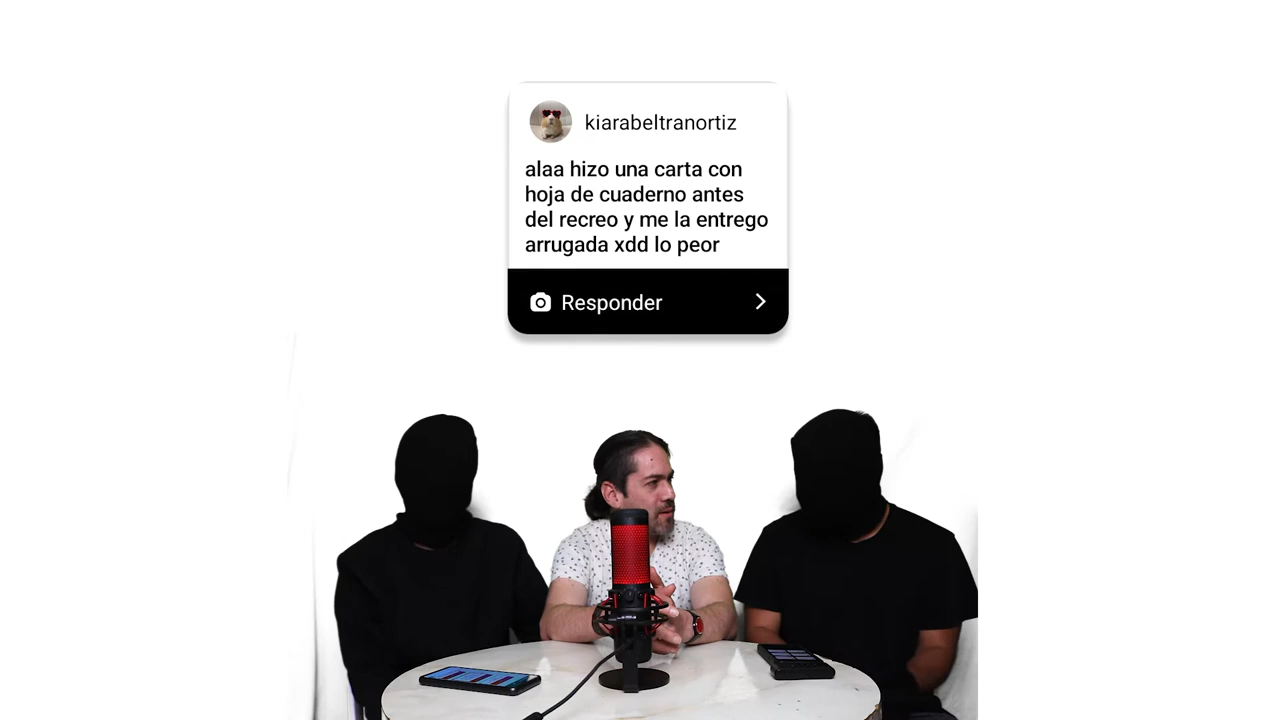 kiarabeltranortiz
alaa hizo una carta con
hoja de cuaderno antes
del recreo y me la entrego
arrugada xdd lo peor
Responder